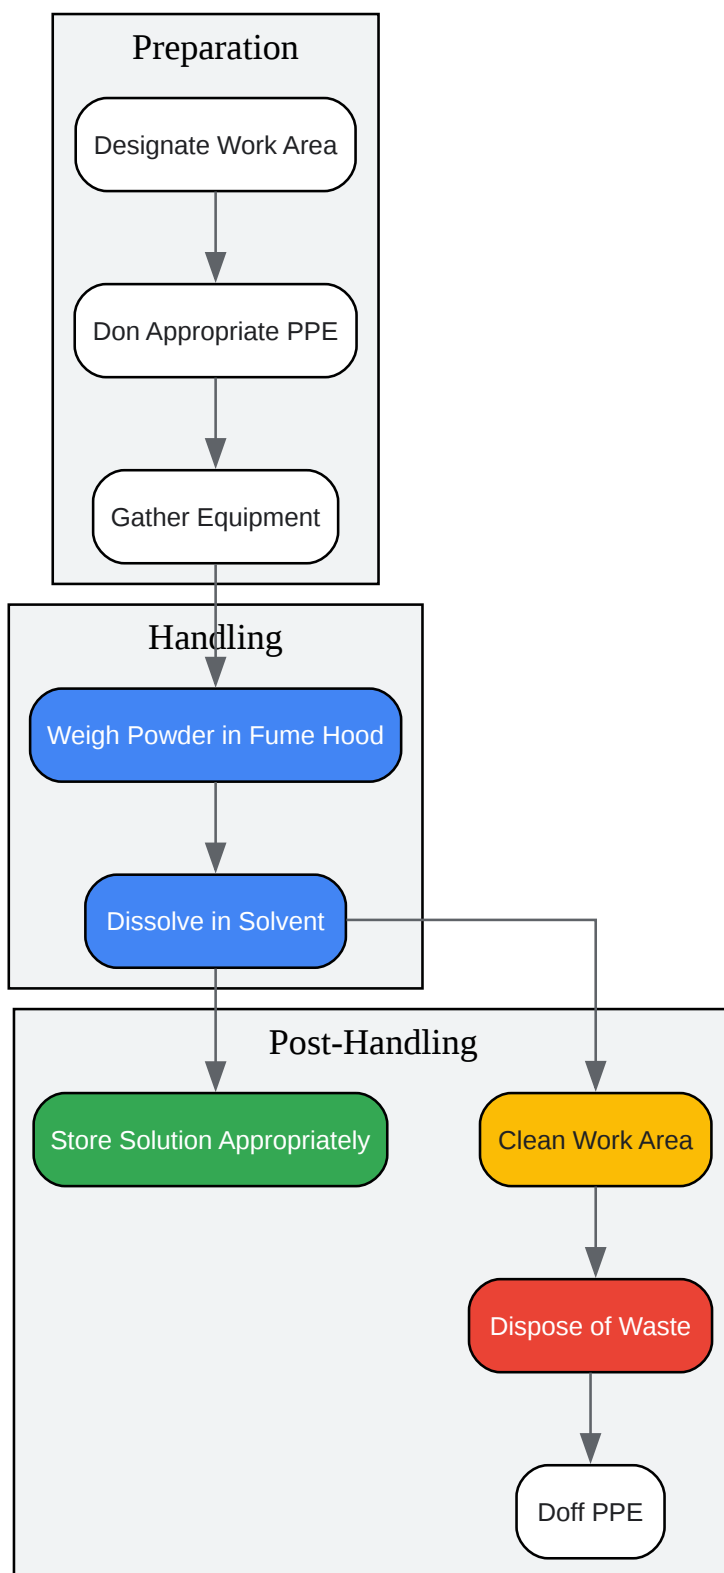 Preparation
Designate Work Area
Don Appropriate PPE
Gather Equipment
Handling
Weigh Powder in Fume Hood
Dissolve in Solvent
Post-Handling
Store Solution Appropriately
Clean Work Area
Dispose of Waste
Doff PPE